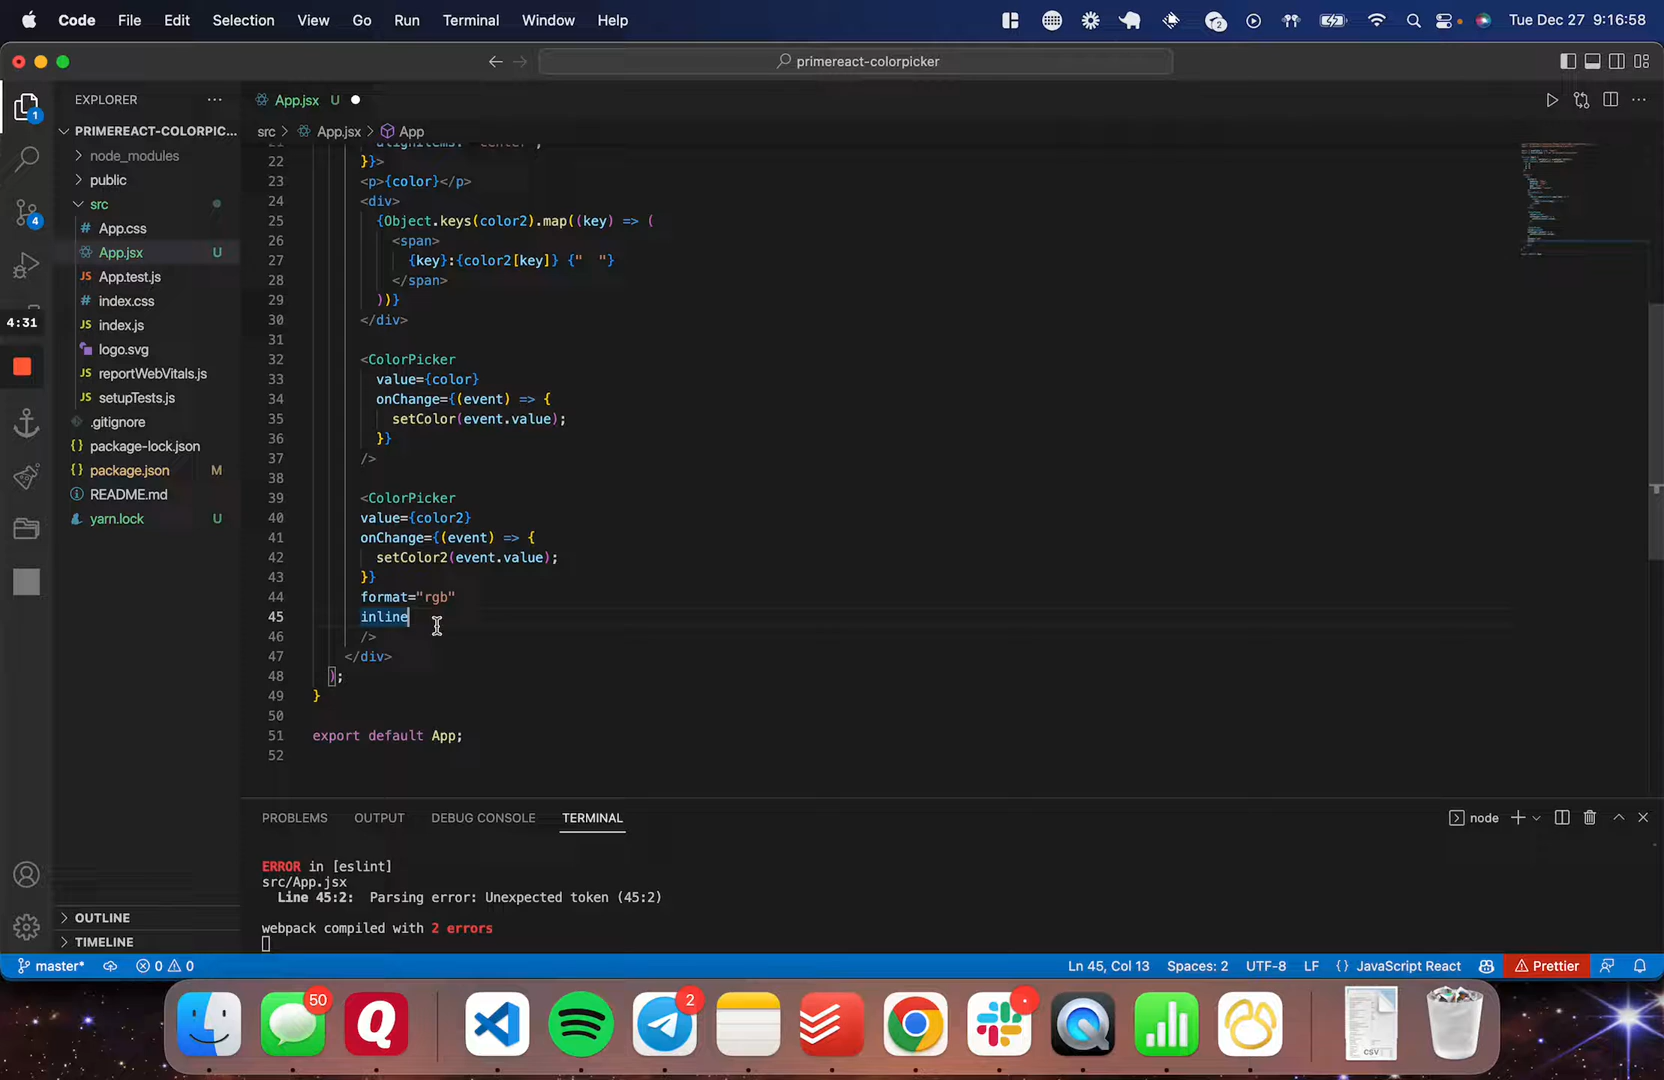 Code File Edit Selection View Go Run Terminal Window Help
2
Tue Dec 27 9:16:58
primereact-colorpicker
EXPLORER
1
App.jsx U
PRIMEREACT-COLORPIC...
src > App.jsx > App
node_modules
public
src
4
App.css
App.jsx U
App.test.js
index.css
4:31
index.js
logo.svg
reportWebVitals.js
setupTests.js
.gitignore
package-lock.json
package.json M
README.md
yarn.lock U
21 alignItems: "center",
22 }}>
23 <p>{color}</p>
24 <div>
25 {Object.keys(color2).map((key) => (
26 <span>
27 {key}:{color2[key]} {"  "}
28 </span>
29 ))}
30 </div>
31
32 <ColorPicker
33 value={color}
34 onChange={(event) => {
35 setColor(event.value);
36 }}
37 />
38
39 <ColorPicker
40 value={color2}
41 onChange={(event) => {
42 setColor2(event.value);
43 }}
44 format="rgb"
45 inline
46 />
47 </div>
48 );
49 }
50
51 export default App;
52
PROBLEMS OUTPUT DEBUG CONSOLE TERMINAL
node
ERROR in [eslint]
src/App.jsx
Line 45:2: Parsing error: Unexpected token (45:2)
webpack compiled with 2 errors
OUTLINE
TIMELINE
master* 0 0
Ln 45, Col 13 Spaces: 2 UTF-8 LF {} JavaScript React Prettier
50
Q
2
CSV